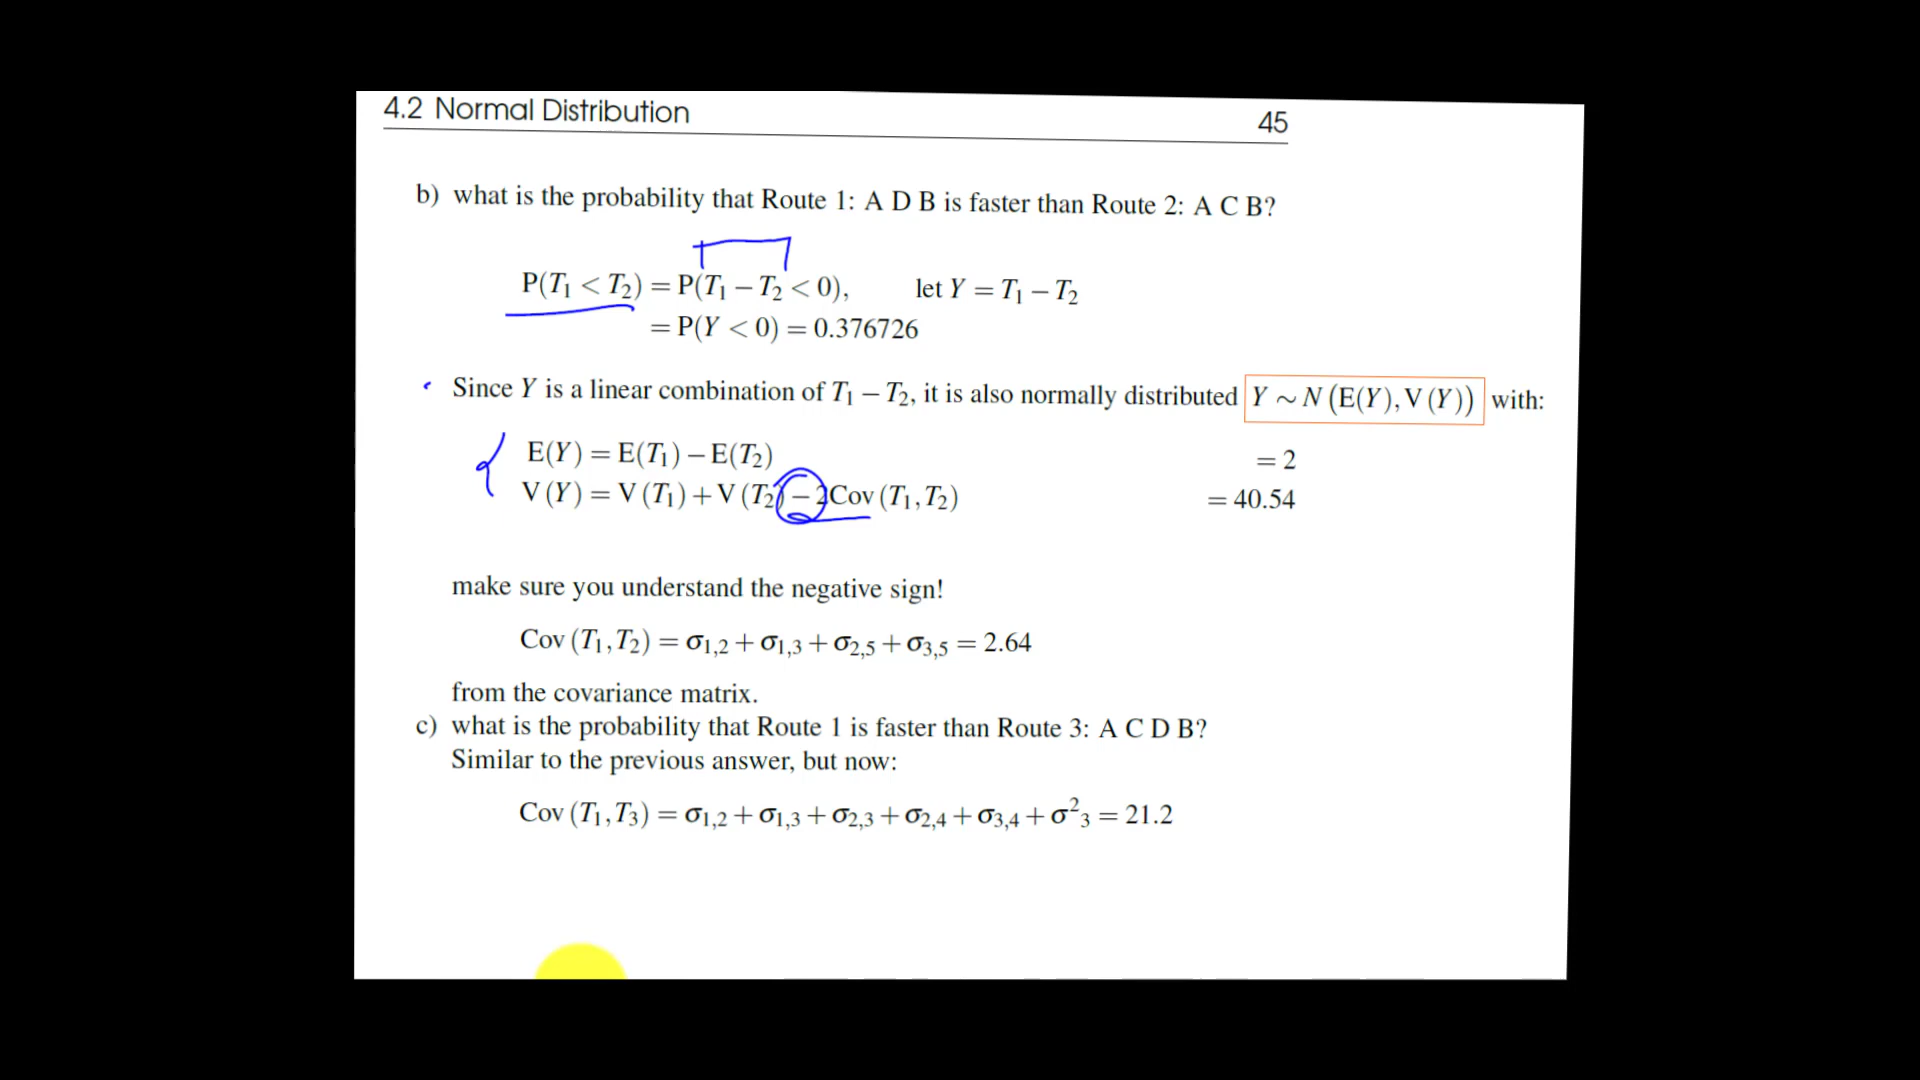 4.2 Normal Distribution 45
b) what is the probability that Route 1: A D B is faster than Route 2: A C B?
P(T₁ < T₂) = P(T₁ − T₂ < 0), let Y = T₁ − T₂
= P(Y < 0) = 0.376726
Since Y is a linear combination of T₁ − T₂, it is also normally distributed Y ∼ N (E(Y), V (Y)) with:
E(Y) = E(T₁) − E(T₂) = 2
V (Y) = V (T₁) + V (T₂) − 2Cov (T₁, T₂) = 40.54
make sure you understand the negative sign!
Cov (T₁, T₂) = σ₁,₂ + σ₁,₃ + σ₂,₅ + σ₃,₅ = 2.64
from the covariance matrix.
c) what is the probability that Route 1 is faster than Route 3: A C D B?
Similar to the previous answer, but now:
Cov (T₁, T₃) = σ₁,₂ + σ₁,₃ + σ₂,₃ + σ₂,₄ + σ₃,₄ + σ²₃ = 21.2